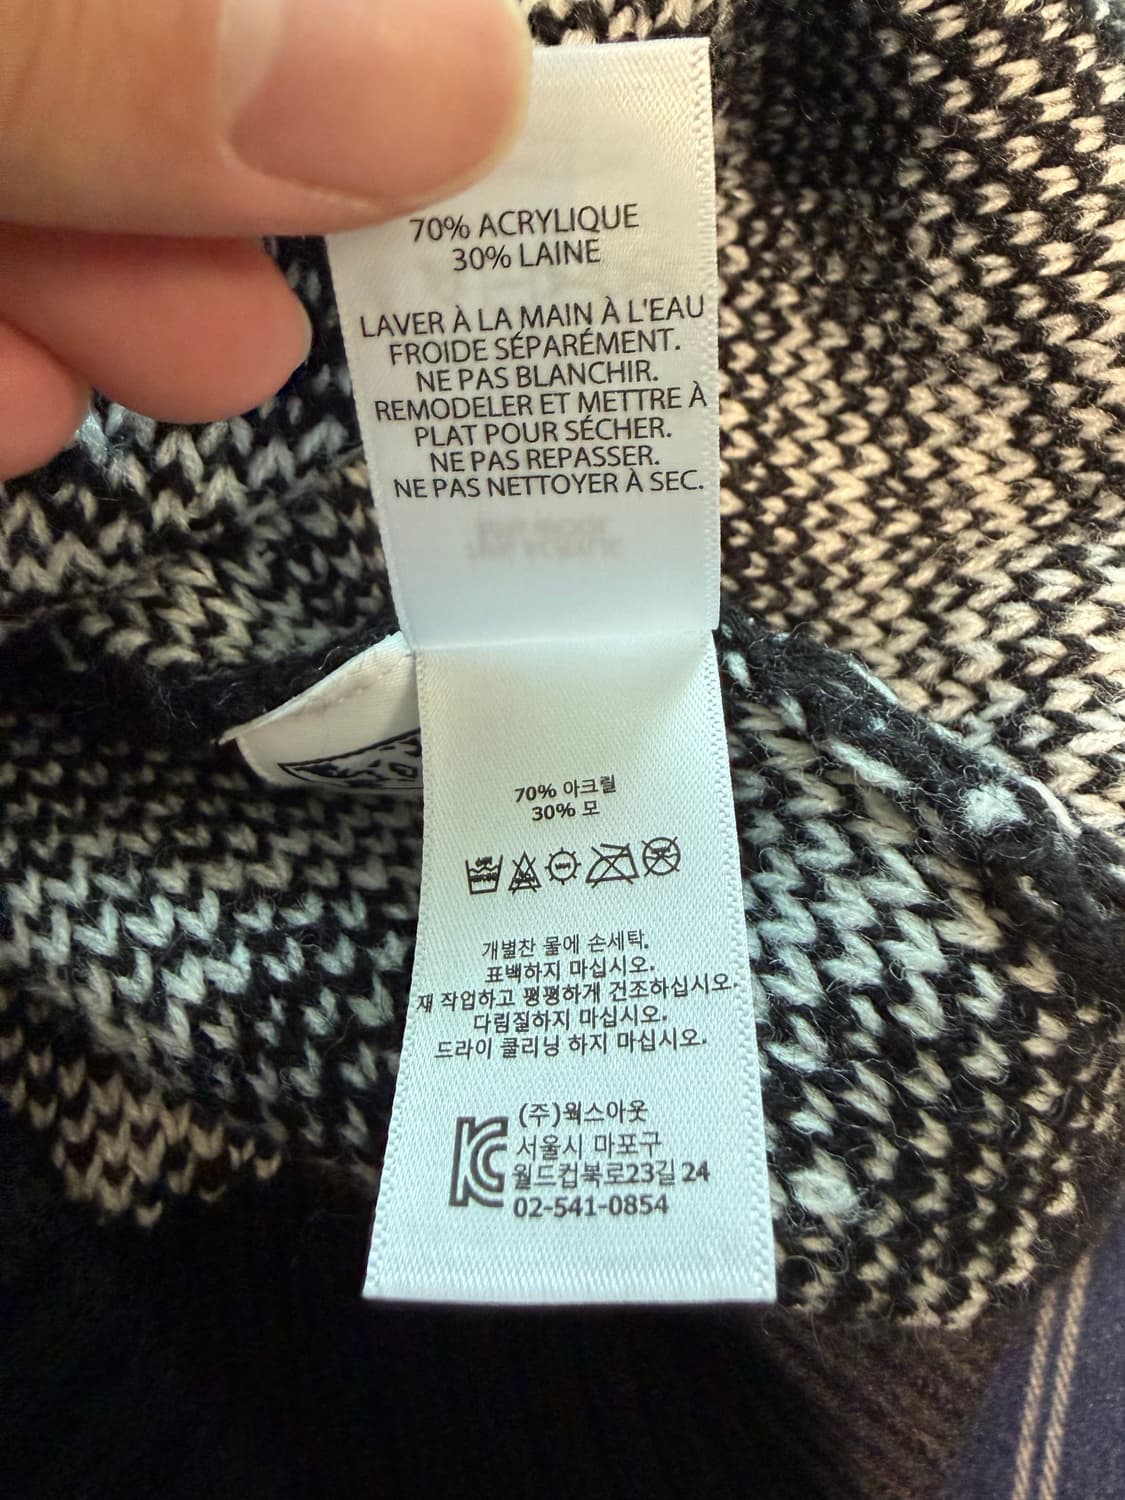 70% ACRYLIQUE
30% LAINE
LAVER À LA MAIN À L'EAU
FROIDE SÉPARÉMENT.
NE PAS BLANCHIR.
REMODELER ET METTRE À
PLAT POUR SÉCHER.
NE PAS REPASSER.
NE PAS NETTOYER À SEC.
70% 아크릴
30% 모
개별찬 물에 손세탁.
표백하지 마십시오.
재 작업하고 평평하게 건조하십시오.
다림질하지 마십시오.
드라이 쿨리닝 하지 마십시오.
(주)웍스아웃
서울시 마포구
월드컵북로23길 24
02-541-0854